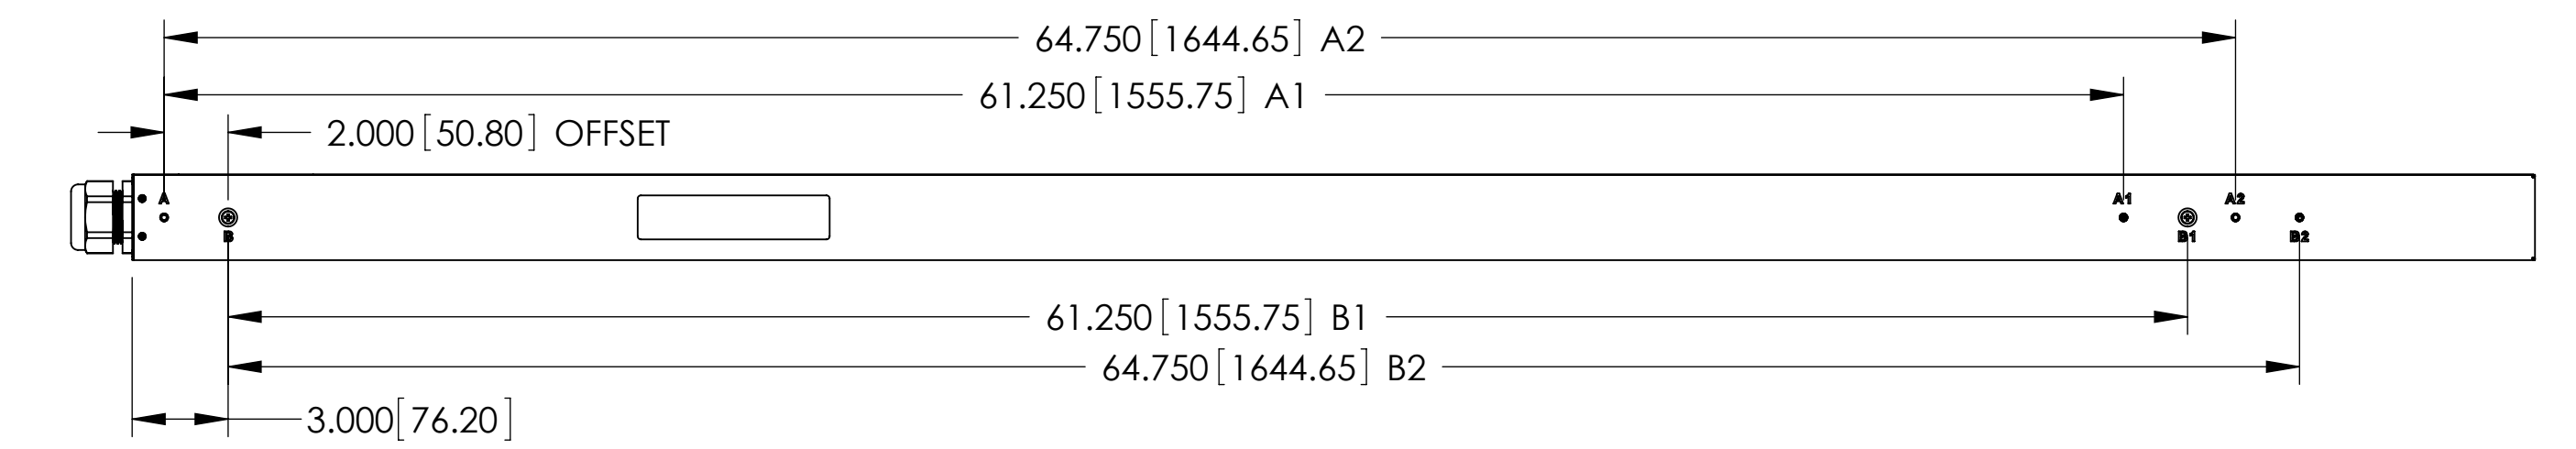 64.750[1644.65] A2
61.250[1555.75] A1
2.000[50.80] OFFSET
A A1 A2
B B1 B2
61.250[1555.75] B1
64.750[1644.65] B2
3.000[76.20]